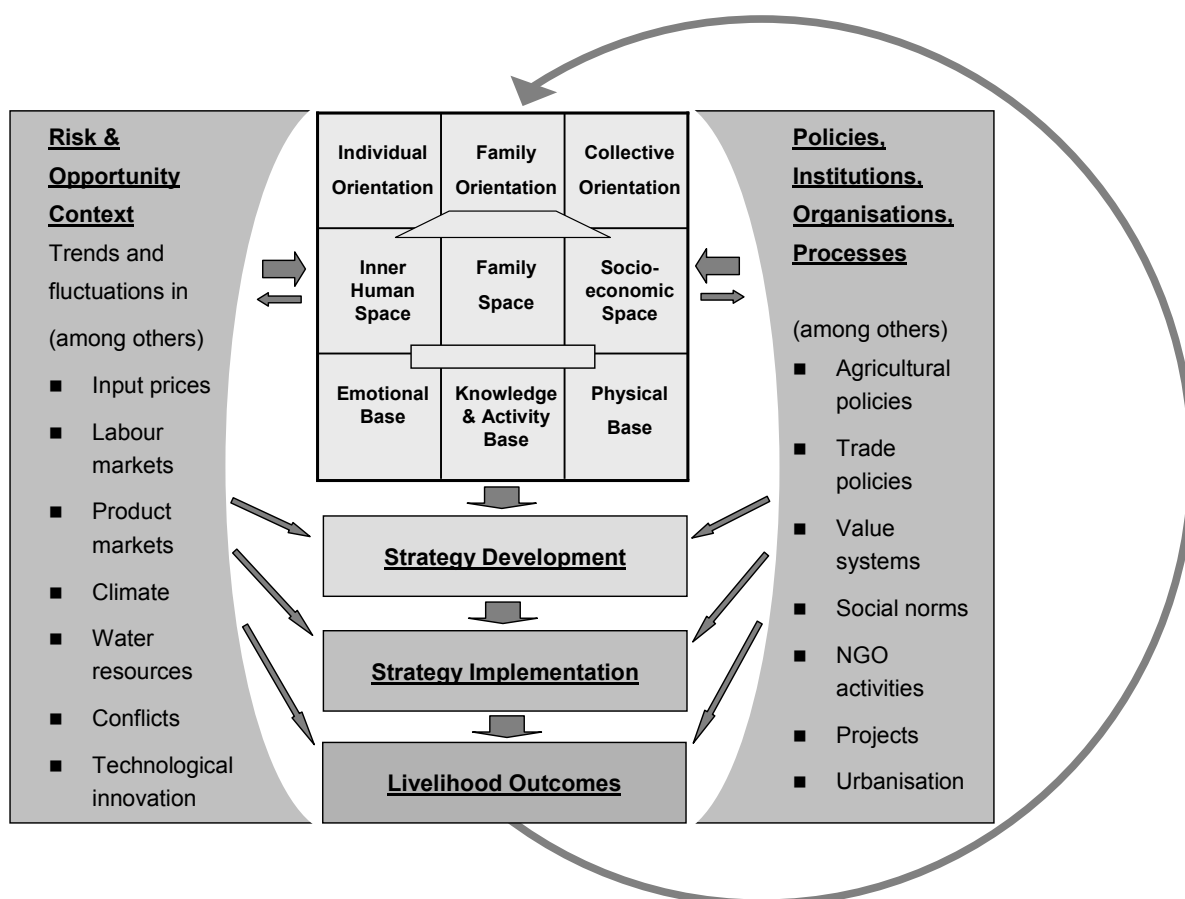 Risk &
Opportunity
Context
Trends and
fluctuations in
(among others)
■ Input prices
■ Labour
markets
■ Product
markets
■ Climate
■ Water
resources
■ Conflicts
■ Technological
innovation
Individual
Orientation
Family
Orientation
Collective
Orientation
Inner
Human
Space
Family
Space
Socio-
economic
Space
Emotional
Base
Knowledge
& Activity
Base
Physical
Base
Strategy Development
Strategy Implementation
Livelihood Outcomes
Policies,
Institutions,
Organisations,
Processes
(among others)
■ Agricultural
policies
■ Trade
policies
■ Value
systems
■ Social norms
■ NGO
activities
■ Projects
■ Urbanisation